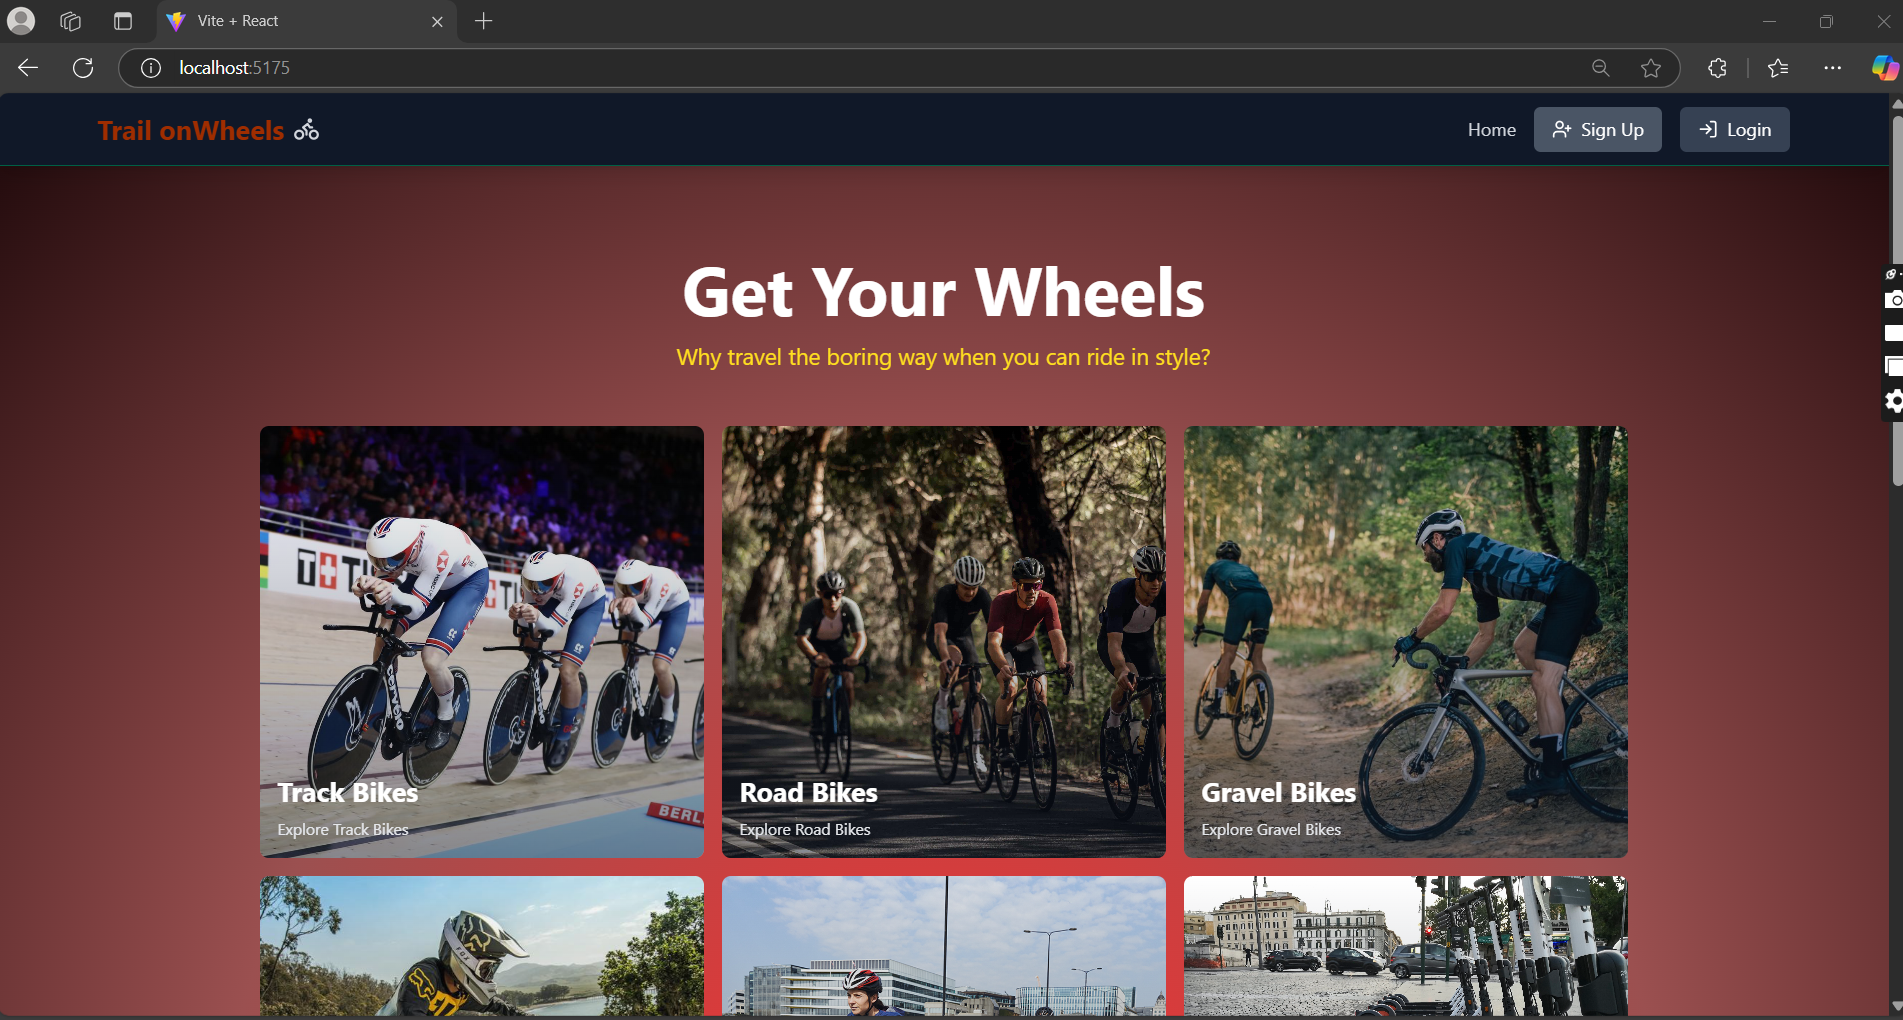 Vite + React
localhost:5175
Trail onWheels
Home
Sign Up
Login
Get Your Wheels
Why travel the boring way when you can ride in style?
Track Bikes
Explore Track Bikes
Road Bikes
Explore Road Bikes
Gravel Bikes
Explore Gravel Bikes